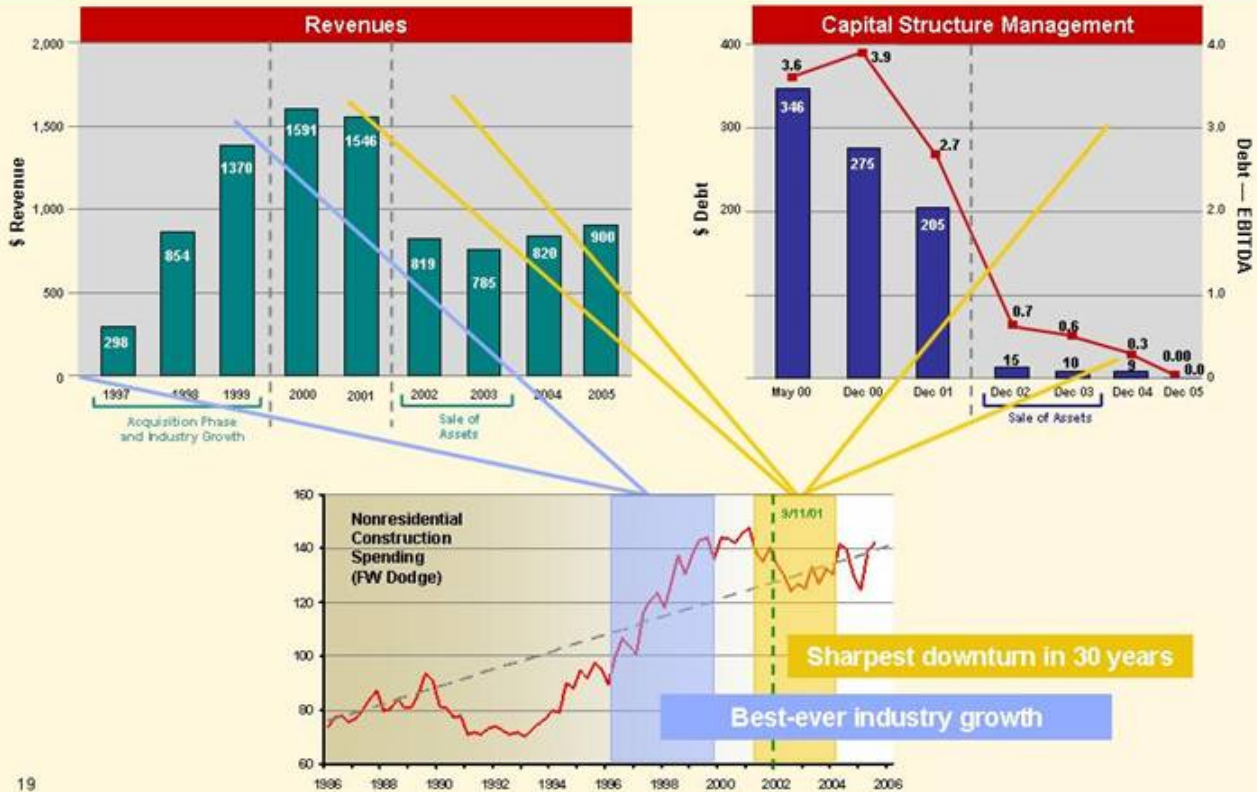 Revenues
2,000
1,500
1,000
500
0
$ Revenue
298
854
1370
1591
1546
819
785
820
900
1997
1998
1999
2000
2001
2002
2003
2004
2005
Acquisition Phase
and Industry Growth
Sale of
Assets
Capital Structure Management
400
300
200
$ Debt
4.0
3.0
2.0
1.0
0
Debt — EBITDA
3.6
3.9
2.7
0.7
0.6
0.3
0.00
0.0
346
275
205
15
10
9
May 00
Dec 00
Dec 01
Dec 02
Dec 03
Dec 04
Dec 05
Sale of Assets
160
140
120
100
80
60
Nonresidential
Construction
Spending
(FW Dodge)
9/11/01
Sharpest downturn in 30 years
Best-ever industry growth
1986
1988
1990
1992
1994
1996
1998
2000
2002
2004
2006
19